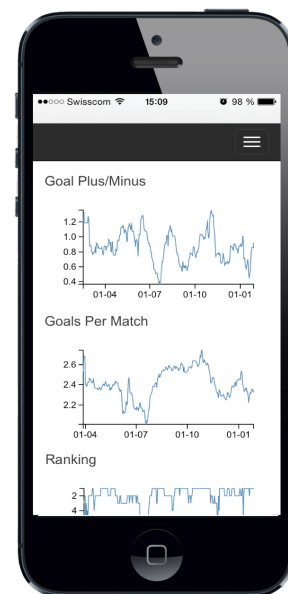 ●●○○○ Swisscom 15:09 98 %
Goal Plus/Minus
1.2
1.0
0.8
0.6
0.4
01-04 01-07 01-10 01-01
Goals Per Match
2.6
2.4
2.2
01-04 01-07 01-10 01-01
Ranking
2
4